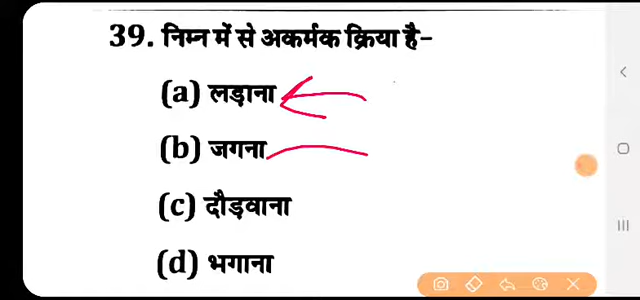 39. निम्न में से अकर्मक क्रिया है–
(a) लड़ाना
(b) जगना
(c) दौड़वाना
(d) भगाना